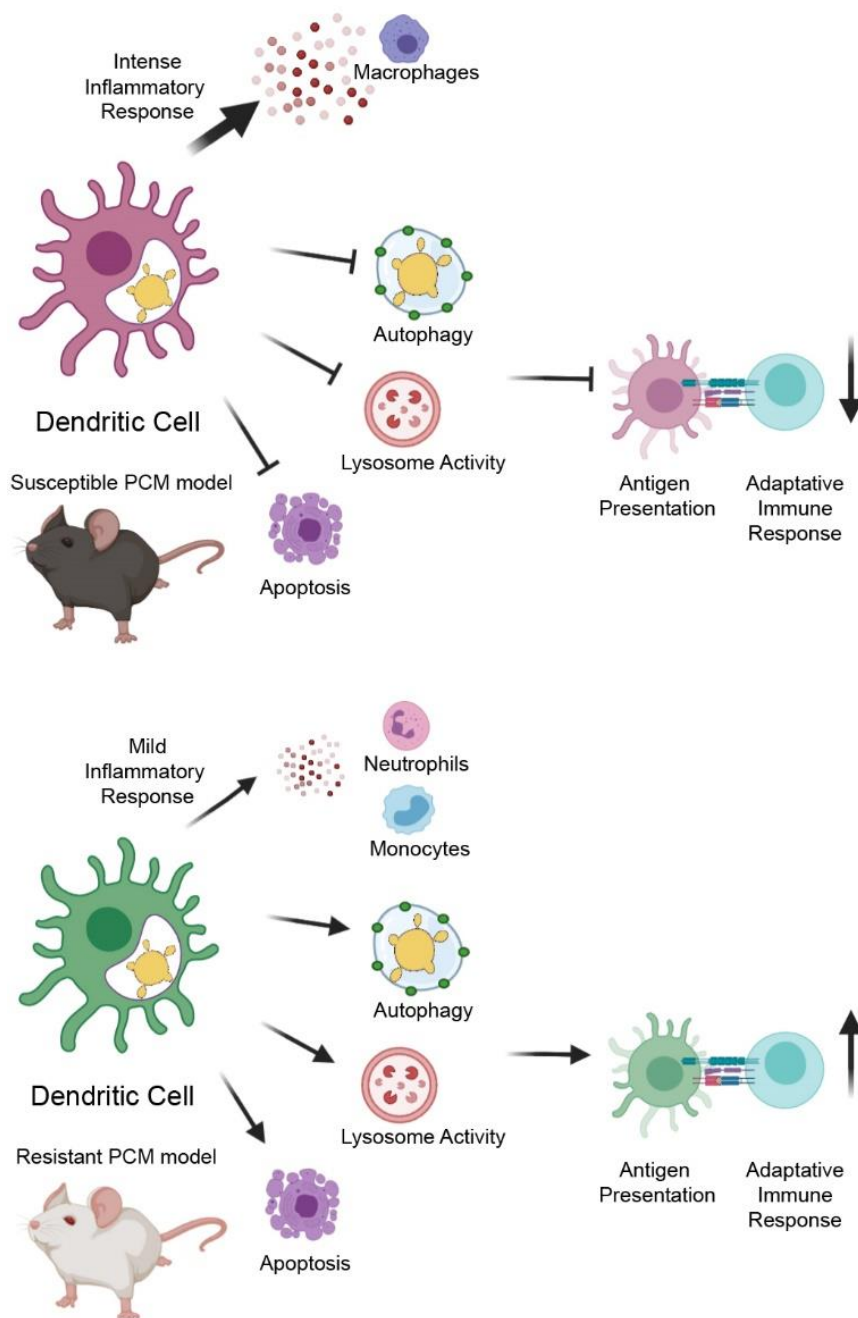 Intense
Inflammatory
Response
Macrophages
Autophagy
Dendritic Cell
Lysosome Activity
Susceptible PCM model
Antigen
Presentation
Adaptative
Immune
Response
Apoptosis
Mild
Inflammatory
Response
Neutrophils
Monocytes
Autophagy
Dendritic Cell
Lysosome Activity
Resistant PCM model
Antigen
Presentation
Adaptative
Immune
Response
Apoptosis